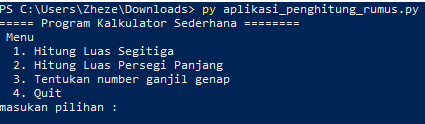 PS C:\Users\Zheze\Downloads> py aplikasi_penghitung_rumus.py
===== Program Kalkulator Sederhana ========
Menu
1. Hitung Luas Segitiga
2. Hitung Luas Persegi Panjang
3. Tentukan number ganjil genap
4. Quit
masukan pilihan :